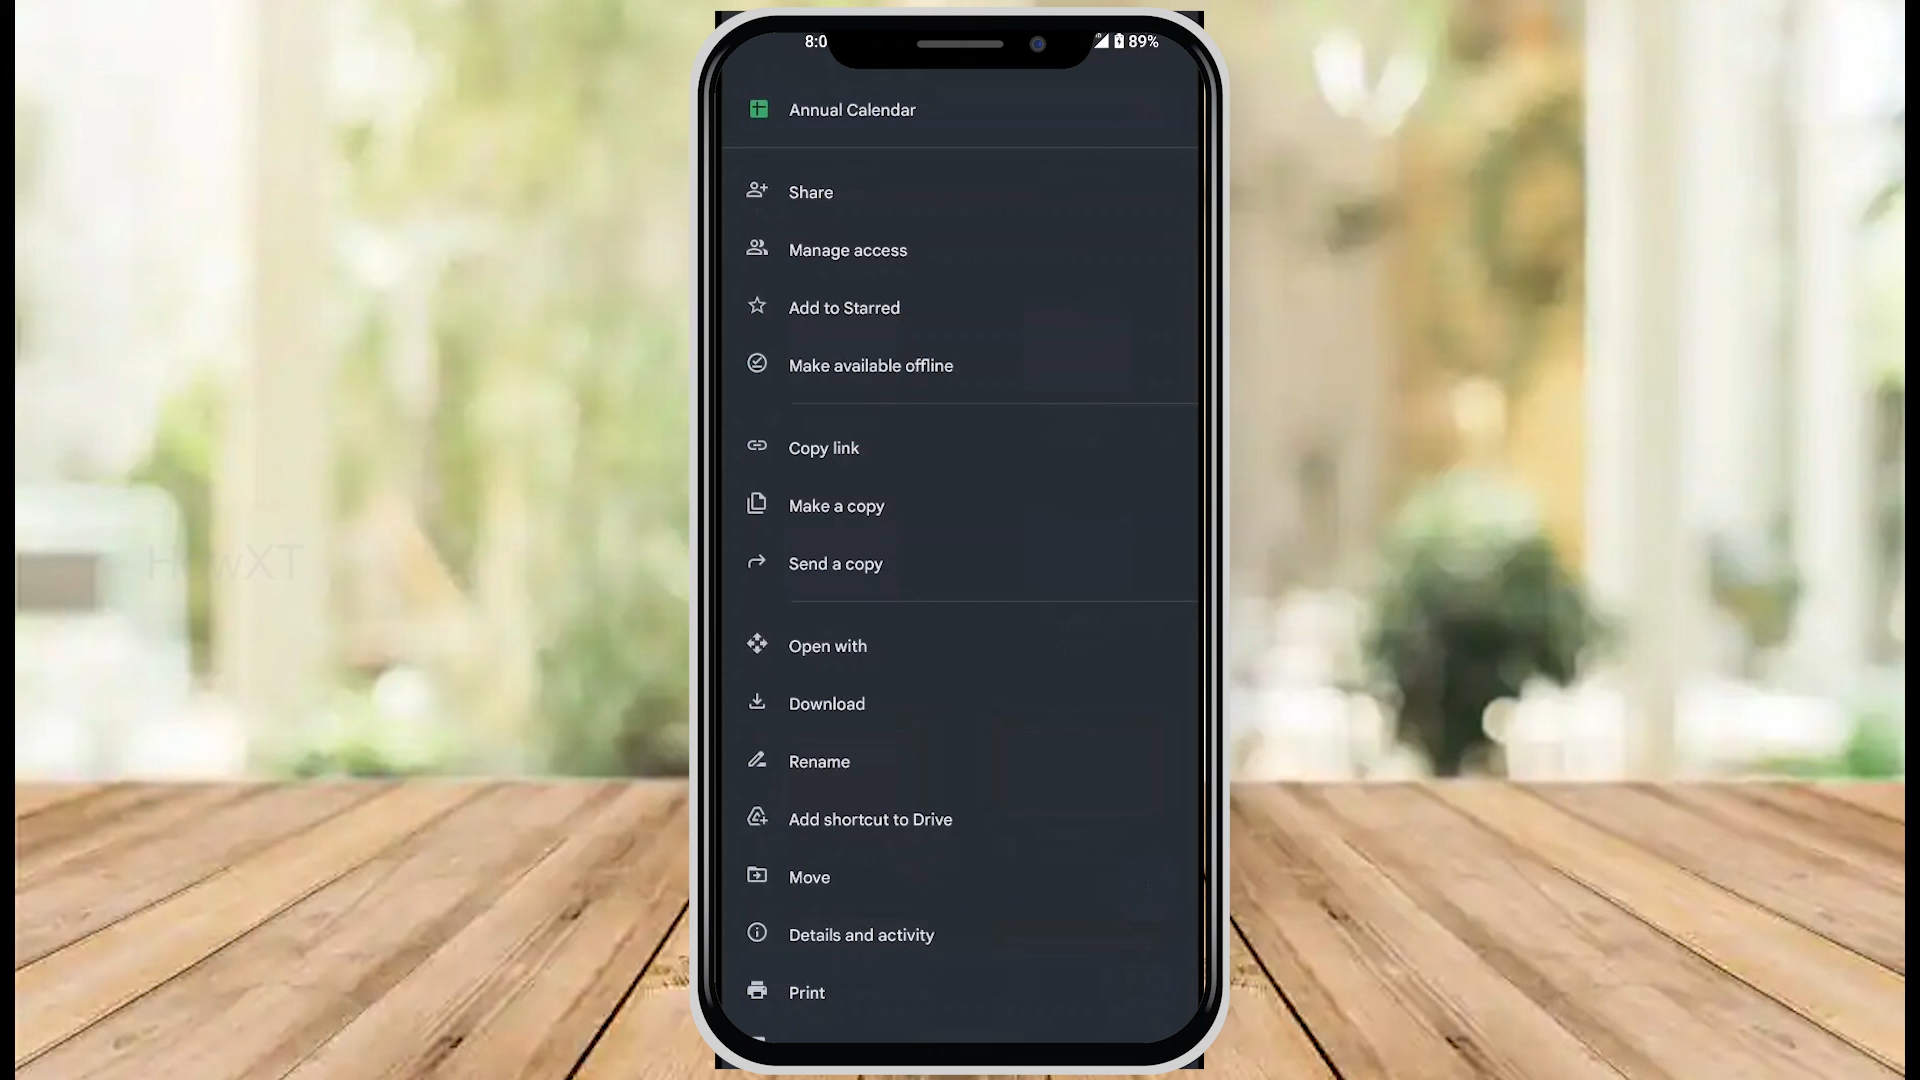 8:0
89%
Annual Calendar
Share
Manage access
Add to Starred
Make available offline
Copy link
Make a copy
Send a copy
HowXT
Open with
Download
Rename
Add shortcut to Drive
Move
Details and activity
Print